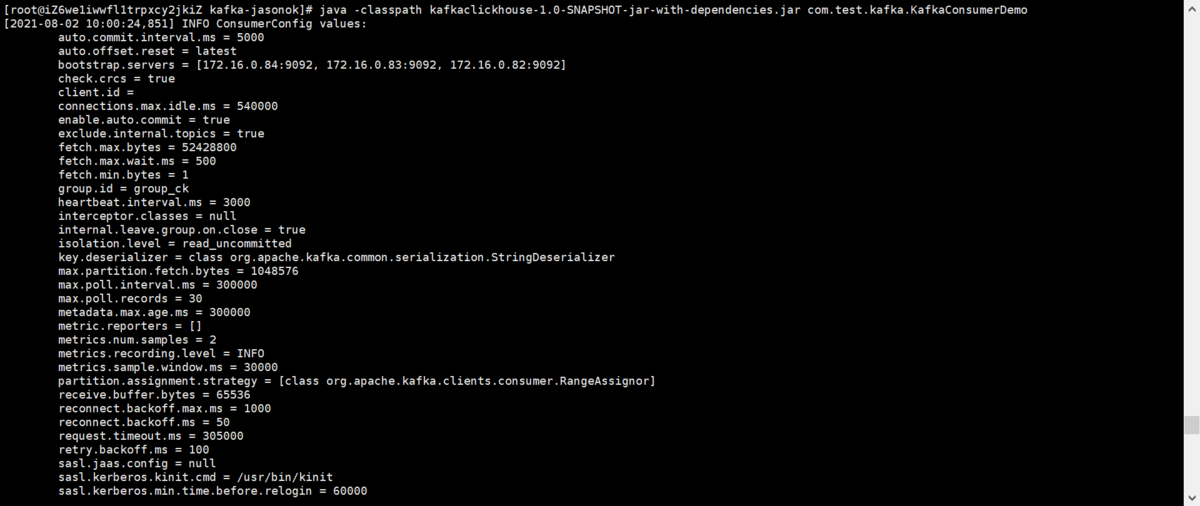 [root@iZ6we1iwwfl1trpxcy2jkiZ kafka-jasonok]# java -classpath kafkaclickhouse-1.0-SNAPSHOT-jar-with-dependencies.jar com.test.kafka.KafkaConsumerDemo
[2021-08-02 10:00:24,851] INFO ConsumerConfig values:
auto.commit.interval.ms = 5000
auto.offset.reset = latest
bootstrap.servers = [172.16.0.84:9092, 172.16.0.83:9092, 172.16.0.82:9092]
check.crcs = true
client.id =
connections.max.idle.ms = 540000
enable.auto.commit = true
exclude.internal.topics = true
fetch.max.bytes = 52428800
fetch.max.wait.ms = 500
fetch.min.bytes = 1
group.id = group_ck
heartbeat.interval.ms = 3000
interceptor.classes = null
internal.leave.group.on.close = true
isolation.level = read_uncommitted
key.deserializer = class org.apache.kafka.common.serialization.StringDeserializer
max.partition.fetch.bytes = 1048576
max.poll.interval.ms = 300000
max.poll.records = 30
metadata.max.age.ms = 300000
metric.reporters = []
metrics.num.samples = 2
metrics.recording.level = INFO
metrics.sample.window.ms = 30000
partition.assignment.strategy = [class org.apache.kafka.clients.consumer.RangeAssignor]
receive.buffer.bytes = 65536
reconnect.backoff.max.ms = 1000
reconnect.backoff.ms = 50
request.timeout.ms = 305000
retry.backoff.ms = 100
sasl.jaas.config = null
sasl.kerberos.kinit.cmd = /usr/bin/kinit
sasl.kerberos.min.time.before.relogin = 60000